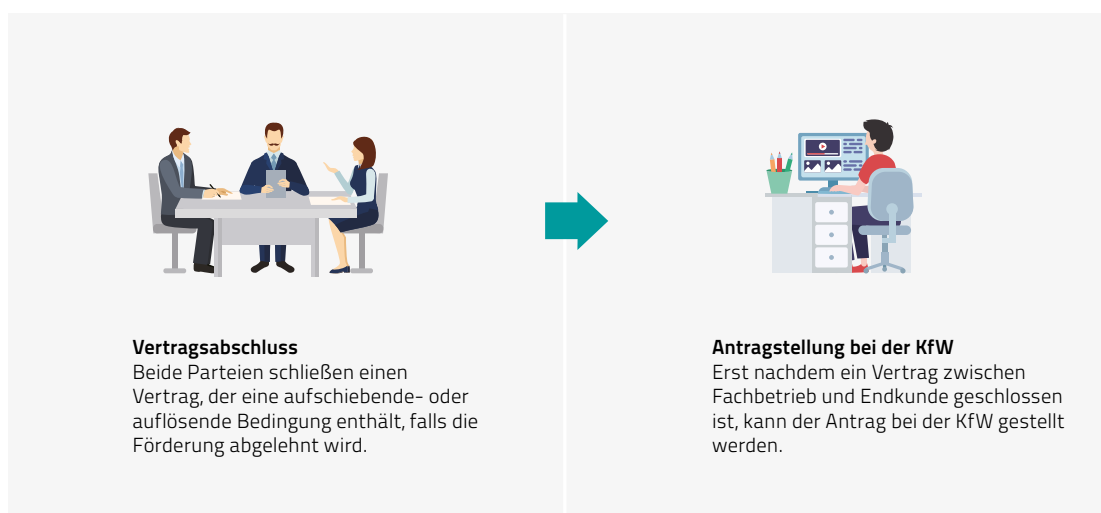 Vertragsabschluss
Beide Parteien schließen einen
Vertrag, der eine aufschiebende- oder
auflösende Bedingung enthält, falls die
Förderung abgelehnt wird.
Antragstellung bei der KfW
Erst nachdem ein Vertrag zwischen
Fachbetrieb und Endkunde geschlossen
ist, kann der Antrag bei der KfW gestellt
werden.